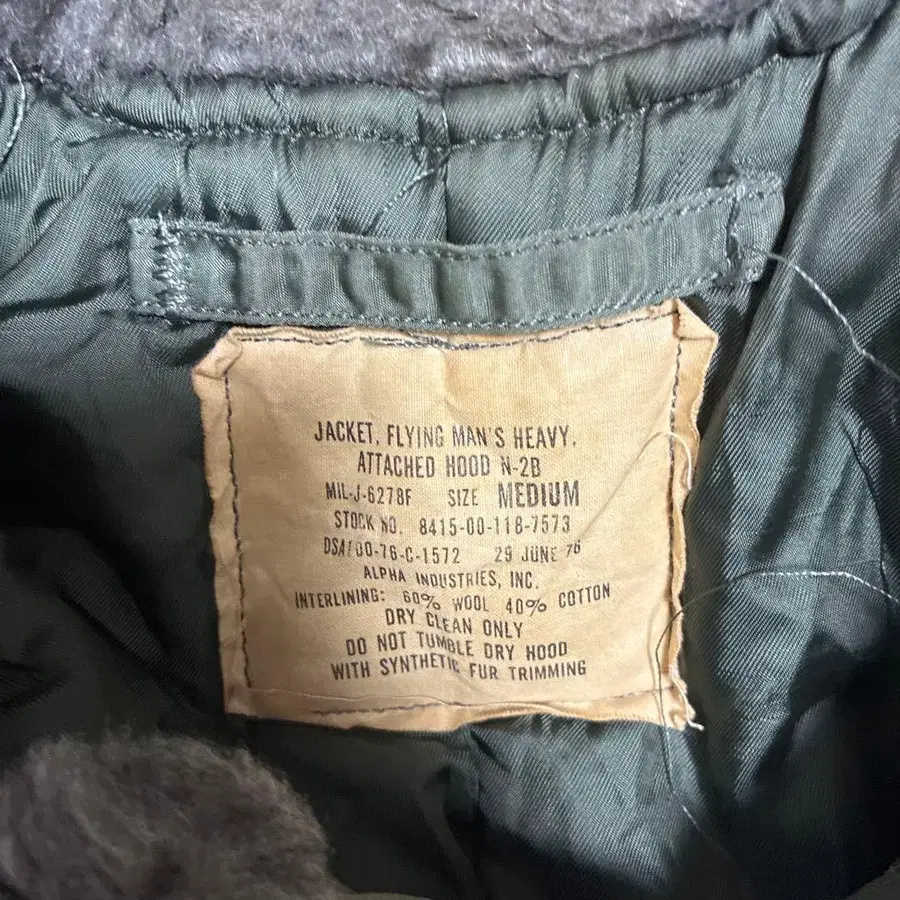 JACKET, FLYING MAN'S HEAVY,
ATTACHED HOOD N-2B
MIL-J-6278F SIZE MEDIUM
STOCK NO. 8415-00-118-7573
DSA100-76-C-1572 29 JUNE 76
ALPHA INDUSTRIES, INC.
INTERLINING: 60% WOOL 40% COTTON
DRY CLEAN ONLY
DO NOT TUMBLE DRY HOOD
WITH SYNTHETIC FUR TRIMMING